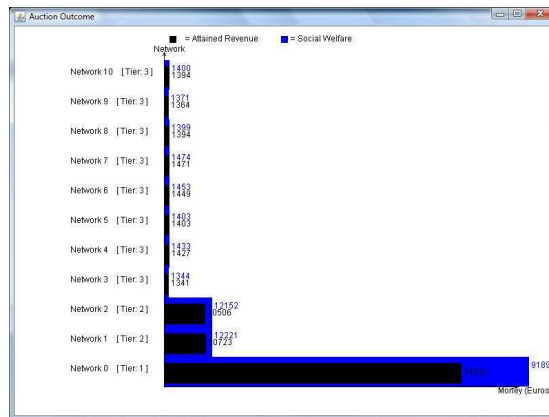 Auction Outcome
= Attained Revenue = Social Welfare
Network
Network 10 [Tier: 3] 1400
1394
Network 9 [Tier: 3] 1371
1364
Network 8 [Tier: 3] 1399
1394
Network 7 [Tier: 3] 1474
1471
Network 6 [Tier: 3] 1453
1449
Network 5 [Tier: 3] 1403
1403
Network 4 [Tier: 3] 1433
1427
Network 3 [Tier: 3] 1344
1341
Network 2 [Tier: 2] 12152
0506
Network 1 [Tier: 2] 12221
0723
Network 0 [Tier: 1] 9189
Money (Euros